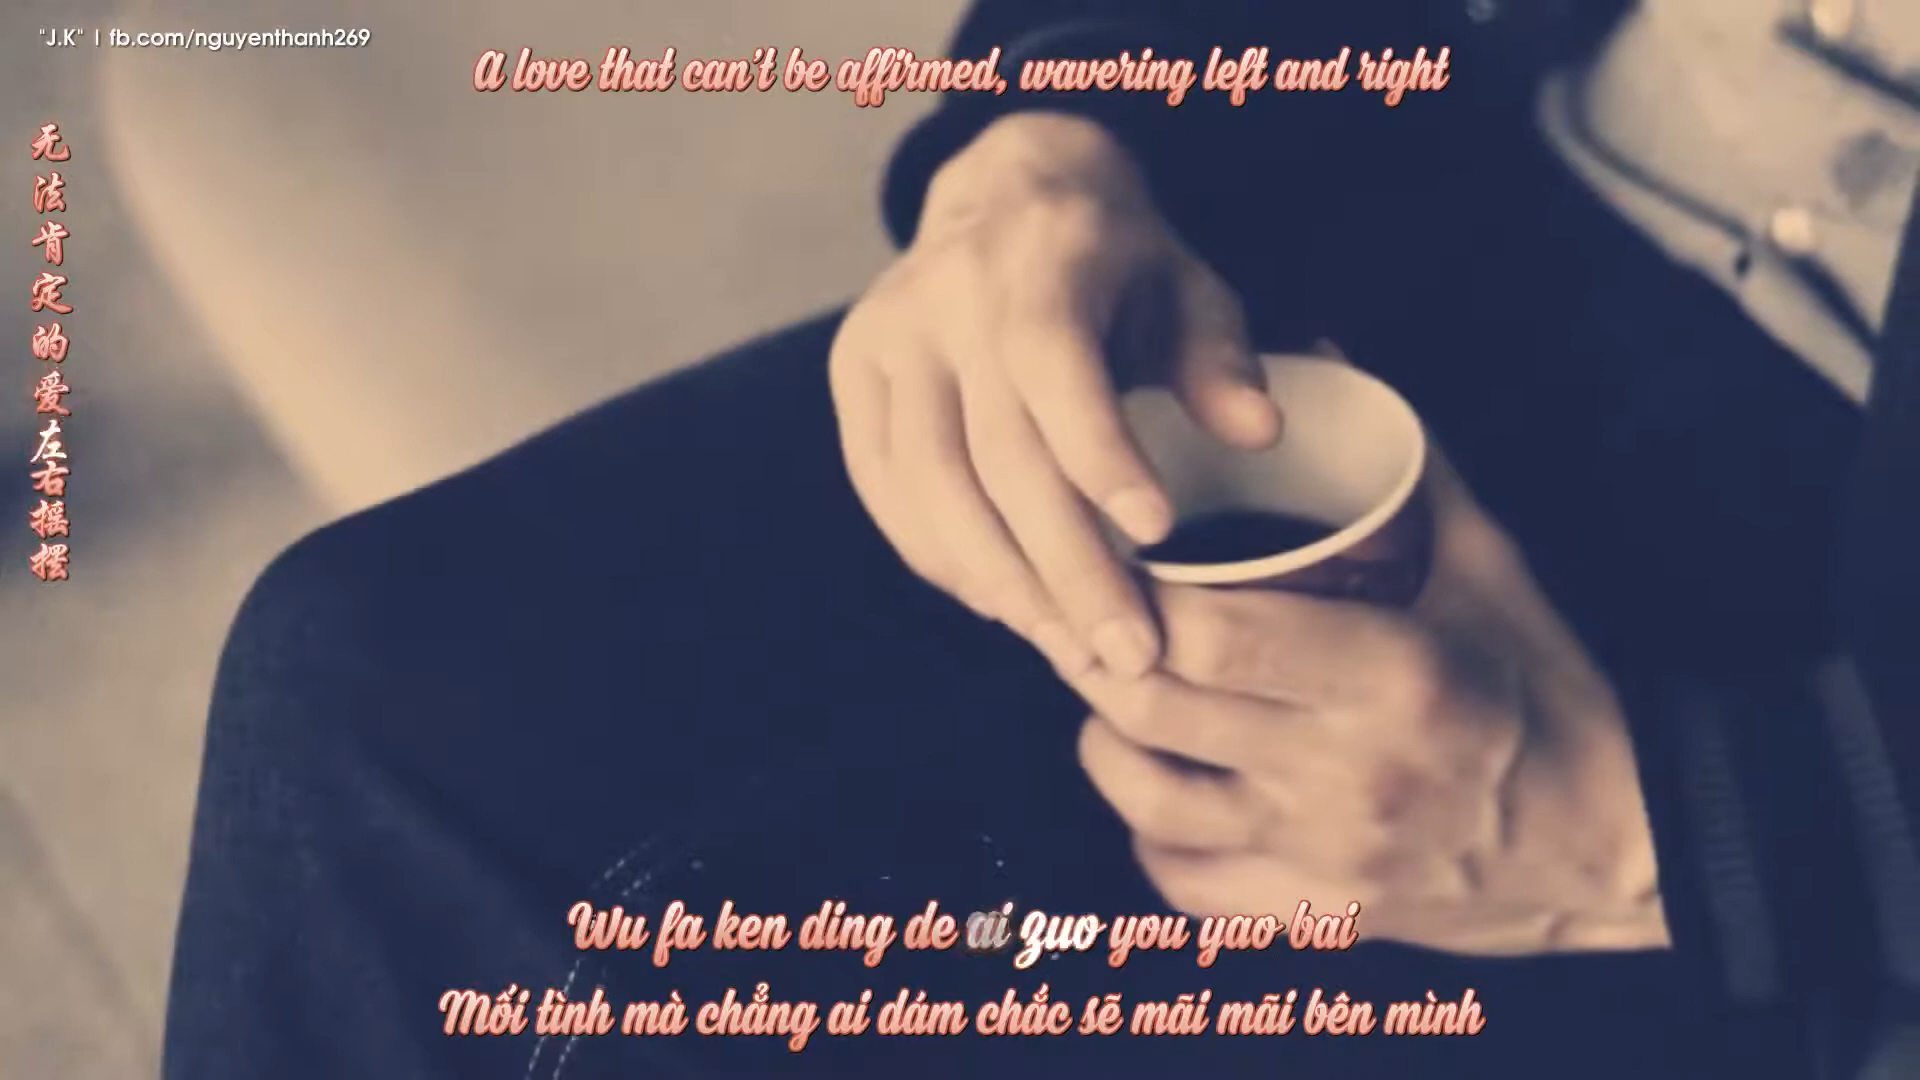 "J.K" | fb.com/nguyenthanh269
A love that can't be affirmed, wavering left and right
无法肯定的爱左右摇摆
Wu fa ken ding de ai zuo you yao bai
Mối tình mà chẳng ai dám chắc sẽ mãi mãi bên mình